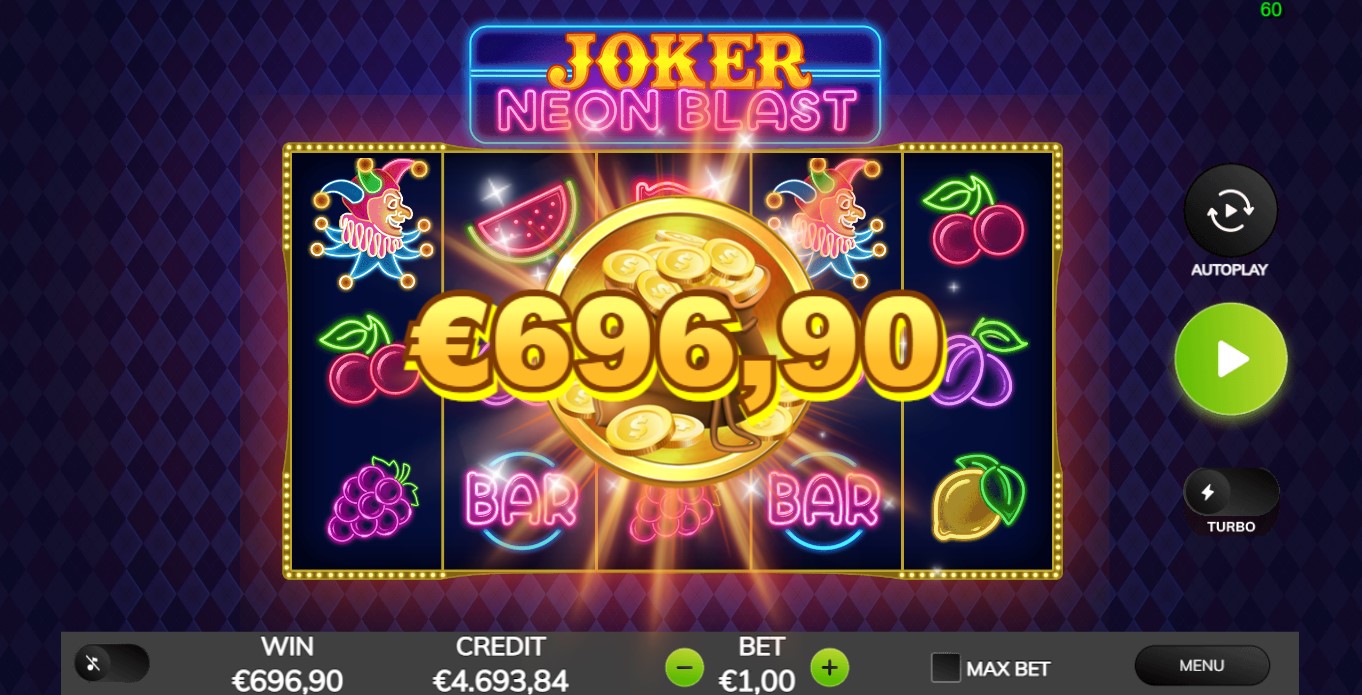 60
JOKER
NEON BLAST
AUTOPLAY
€696,90
BAR
BAR
TURBO
WIN
€696,90
CREDIT
€4.693,84
BET
€1,00
MAX BET
MENU